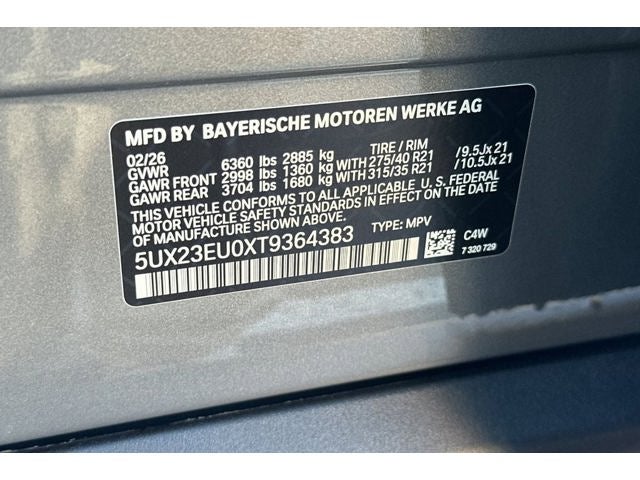 MFD BY BAYERISCHE MOTOREN WERKE AG
02/26 TIRE / RIM
GVWR 6360 lbs 2885 kg
GAWR FRONT 2998 lbs 1360 kg WITH 275/40 R21 /9.5Jx21
GAWR REAR 3704 lbs 1680 kg WITH 315/35 R21 /10.5Jx21
THIS VEHICLE CONFORMS TO ALL APPLICABLE U. S. FEDERAL
MOTOR VEHICLE SAFETY STANDARDS IN EFFECT ON THE DATE
OF MANUFACTURE SHOWN ABOVE.
5UX23EU0XT9364383 TYPE: MPV
C4W
7 320 729